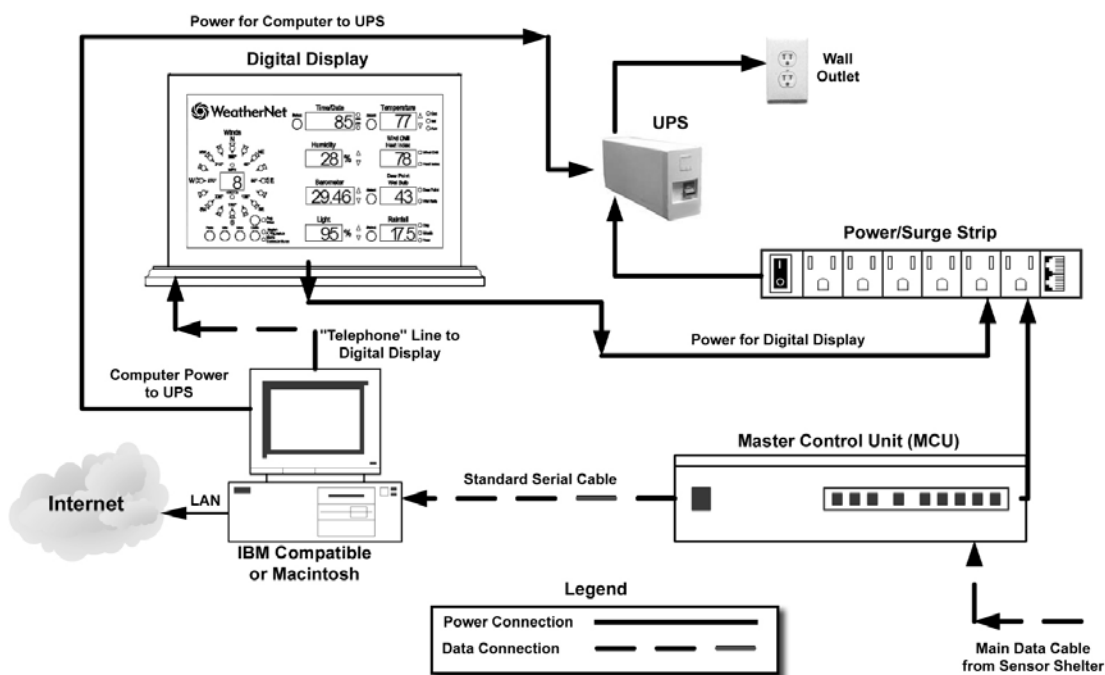 Power for Computer to UPS
Digital Display
Wall
Outlet
UPS
WeatherNet
Time/Date
Temperature
85
77
Winds
N
Humidity
Wind Chill
Heat Index
28 %
78
W
8
SE
Barometer
Dew Point
Wet Bulb
29.46
43
S
Light
Rainfall
95 %
17.5
Power/Surge Strip
"Telephone" Line to
Digital Display
Power for Digital Display
Computer Power
to UPS
Master Control Unit (MCU)
Standard Serial Cable
Internet
LAN
IBM Compatible
or Macintosh
Legend
Power Connection
Data Connection
Main Data Cable
from Sensor Shelter